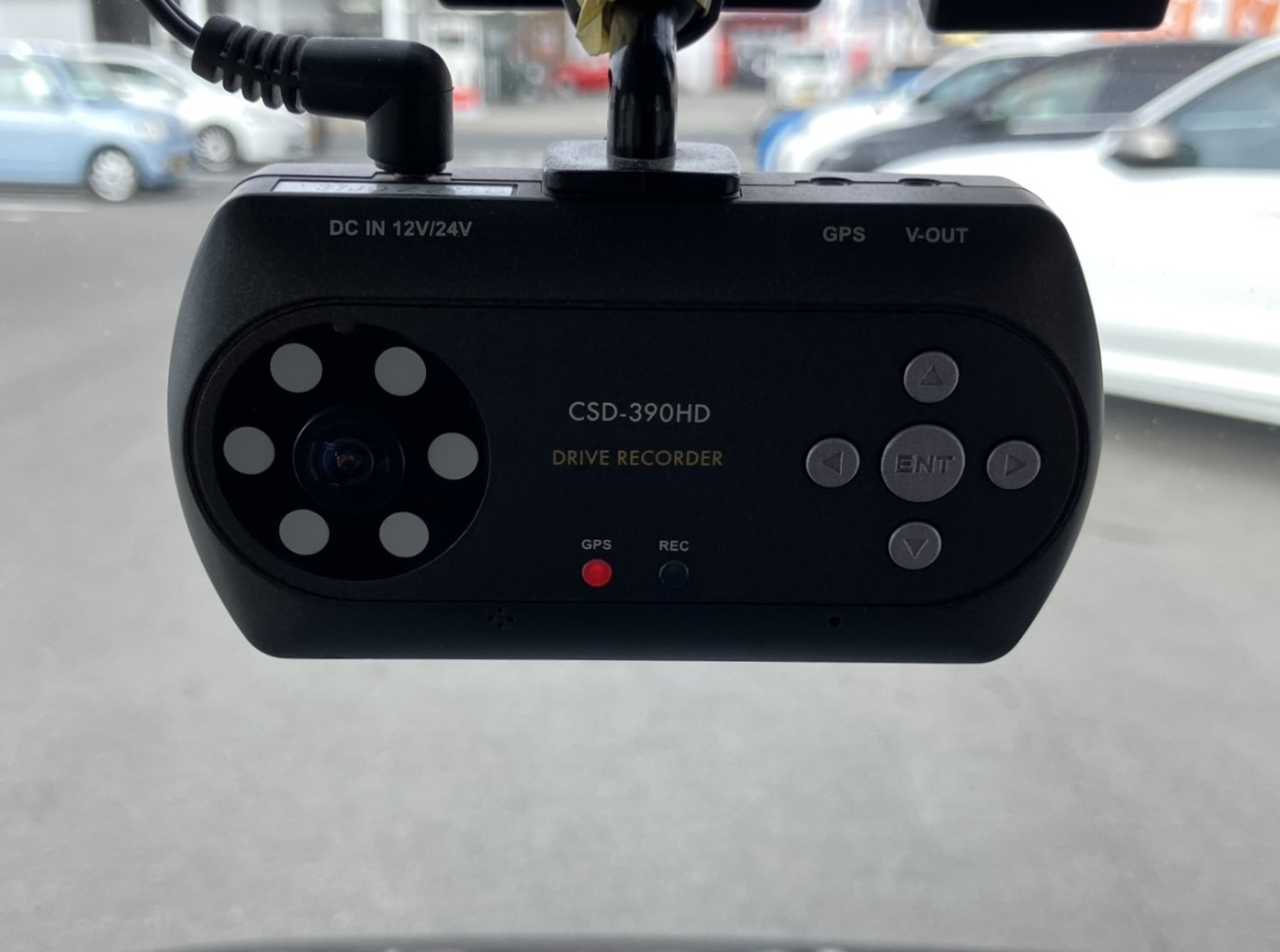 DC IN 12V/24V
GPS V-OUT
CSD-390HD
DRIVE RECORDER
ENT
GPS REC